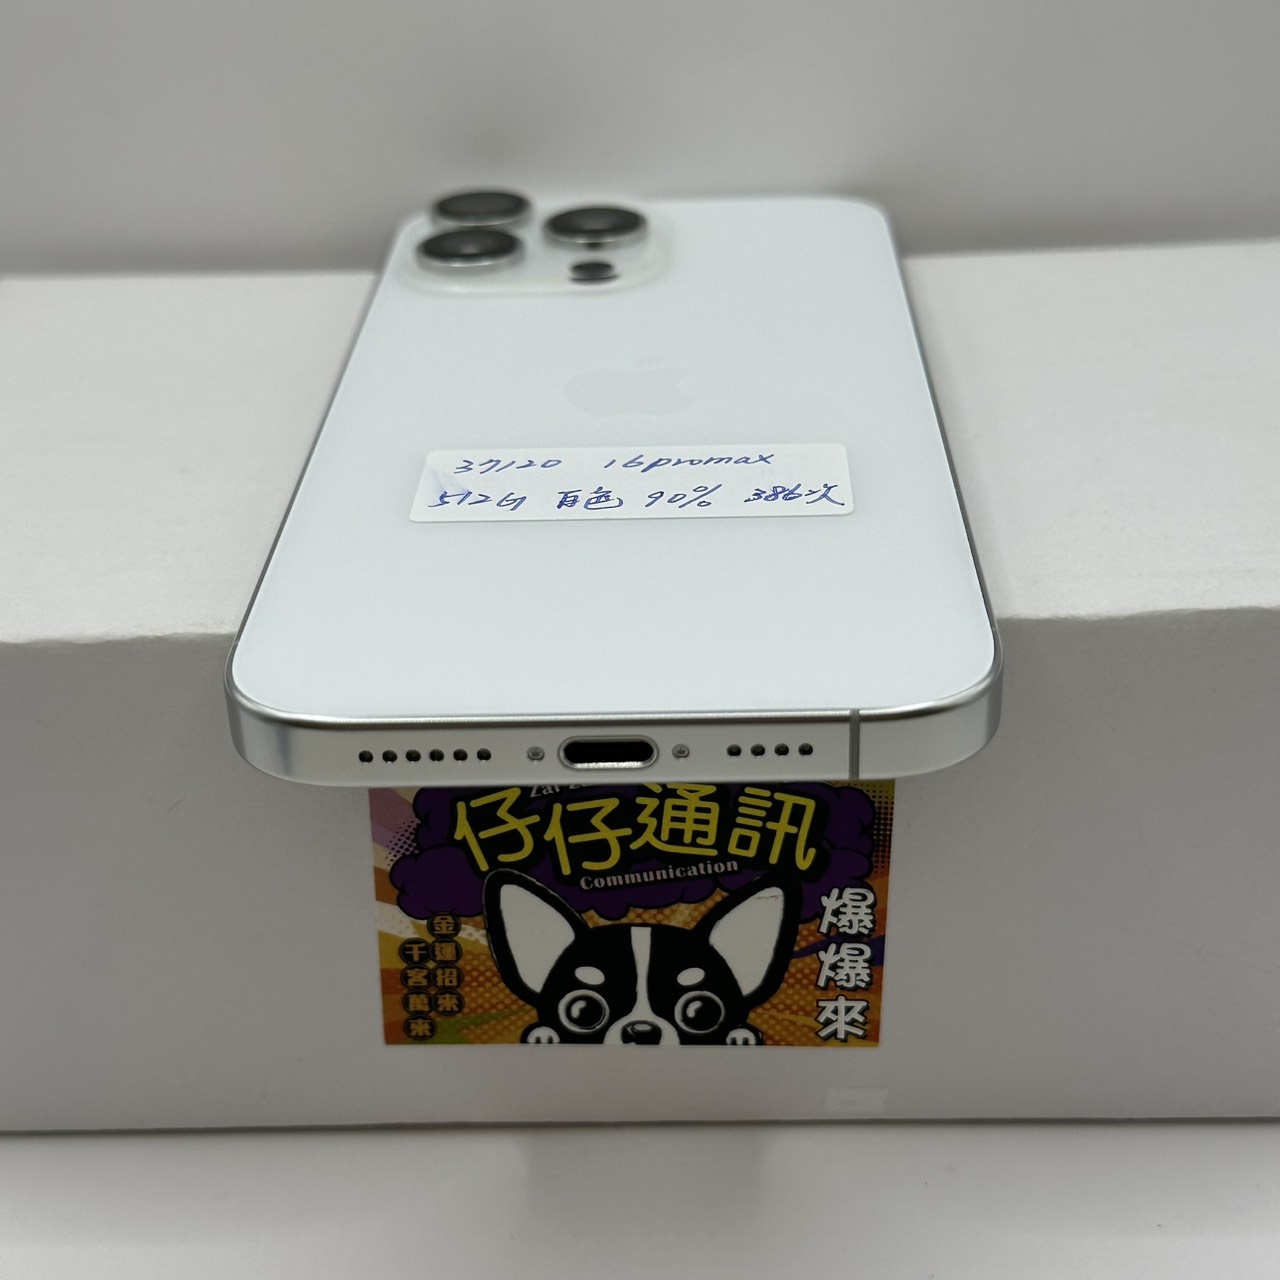 37120 16promax
512G 白色 90% 386次
仔仔通訊
Communication
爆爆來
金運招來
千客萬來